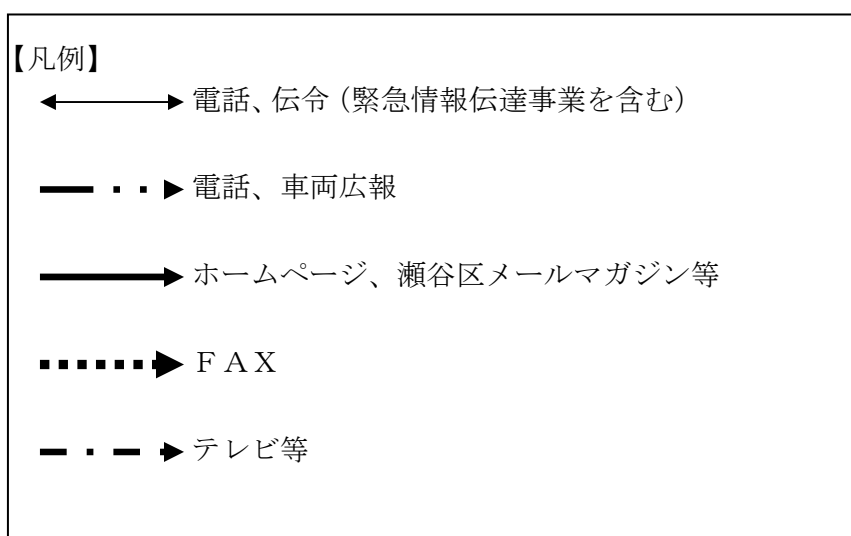 【凡例】
電話、伝令（緊急情報伝達事業を含む）
電話、車両広報
ホームページ、瀬谷区メールマガジン等
ＦＡＸ
テレビ等